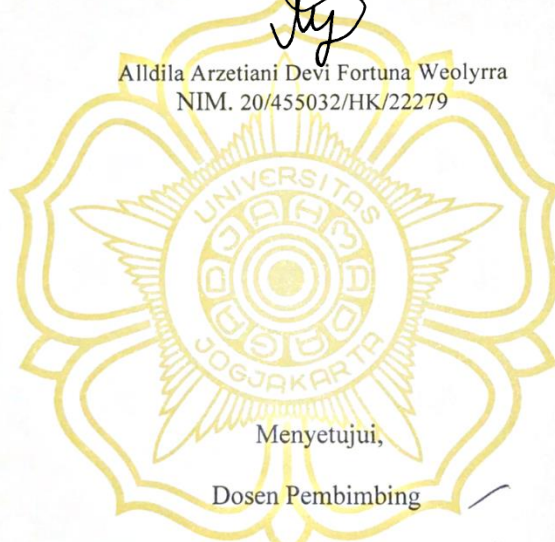 Alldila Arzetiani Devi Fortuna Weolyrra
NIM. 20/455032/HK/22279
UNIVERSITAS
GADJAH MADA
JOGJAKARTA
Menyetujui,
Dosen Pembimbing